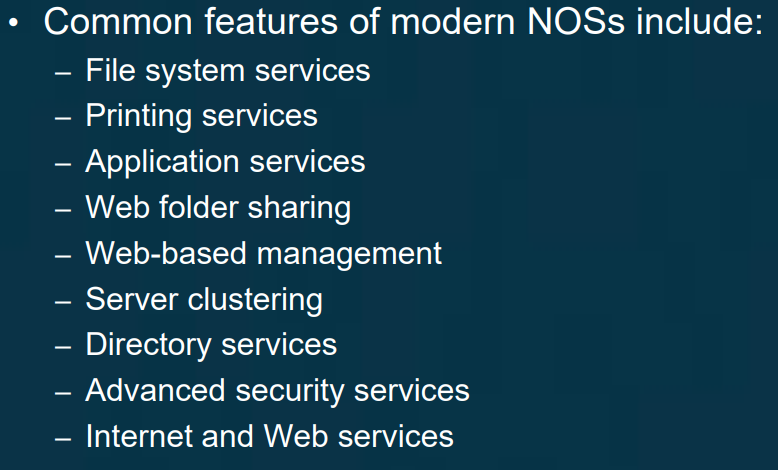 • Common features of modern NOSs include:
– File system services
– Printing services
– Application services
– Web folder sharing
– Web-based management
– Server clustering
– Directory services
– Advanced security services
– Internet and Web services